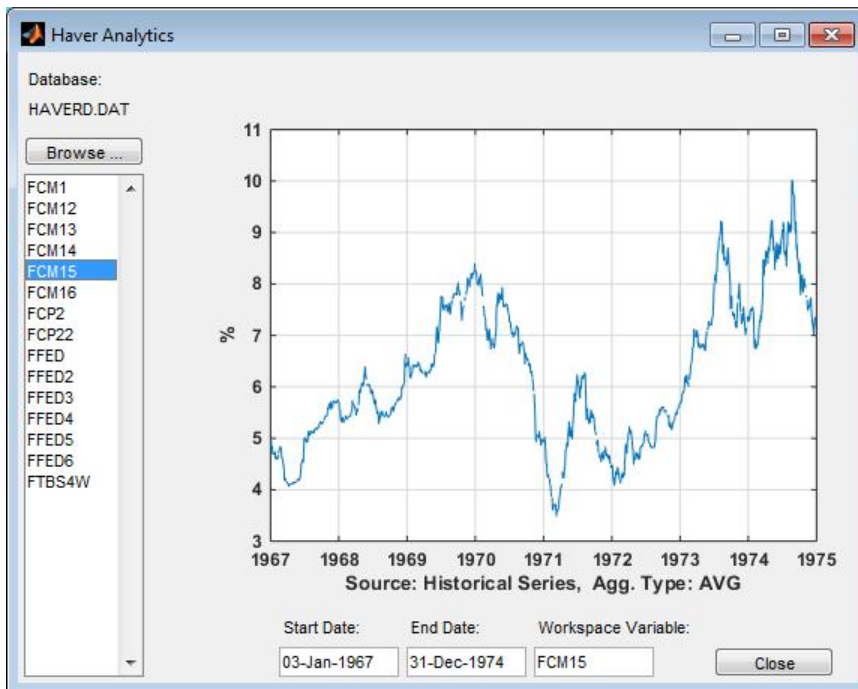 Haver Analytics
Database:
HAVERD.DAT
Browse ...
FCM1
FCM12
FCM13
FCM14
FCM15
FCM16
FCP2
FCP22
FFED
FFED2
FFED3
FFED4
FFED5
FFED6
FTBS4W
%
11
10
9
8
7
6
5
4
3
1967 1968 1969 1970 1971 1972 1973 1974 1975
Source: Historical Series, Agg. Type: AVG
Start Date: End Date: Workspace Variable:
03-Jan-1967 31-Dec-1974 FCM15 Close